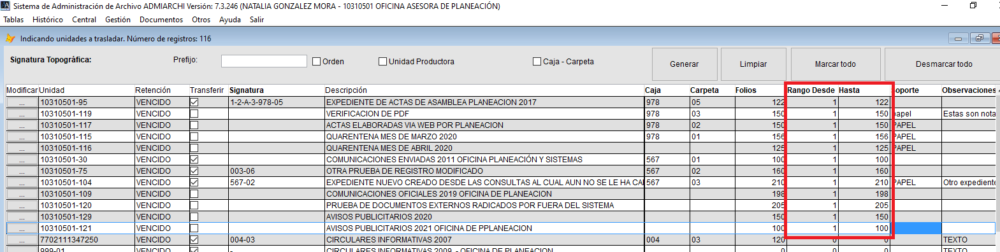 Sistema de Administración de Archivo ADMIARCHI Versión: 7.3.246 (NATALIA GONZALEZ MORA - 10310501 OFICINA ASESORA DE PLANEACIÓN)
Tablas Histórico Central Gestión Documentos Otros Ayuda Salir
Indicando unidades a trasladar. Número de registros: 116
Signatura Topográfica: Prefijo: Orden Unidad Productora Caja - Carpeta Generar Limpiar Marcar todo Desmarcar todo
Modificar Unidad Retención Transferir Signatura Descripción Caja Carpeta Folios Rango Desde Hasta soporte Observaciones
... 10310501-95 VENCIDO 1-2-A-3-978-05 EXPEDIENTE DE ACTAS DE ASAMBLEA PLANEACION 2017 978 05 122 1 122
... 10310501-119 VENCIDO VERIFICACION DE PDF 978 03 150 1 150 papel Estas son nota
... 10310501-117 VENCIDO ACTAS ELABORADAS VIA WEB POR PLANEACION 978 02 150 1 150 PAPEL
... 10310501-115 VENCIDO QUARENTENA MES DE MARZO 2020 978 01 156 1 156 PAPEL
... 10310501-116 VENCIDO QUARENTENA MES DE ABRIL 2020 125 1 125 PAPEL
... 10310501-30 VENCIDO COMUNICACIONES ENVIADAS 2011 OFICINA PLANEACIÓN Y SISTEMAS 567 01 100 1 100
... 10310501-75 VENCIDO 003-06 OTRA PRUEBA DE REGISTRO MODIFICADO 567 02 160 1 160
... 10310501-104 VENCIDO 567-02 EXPEDIENTE NUEVO CREADO DESDE LAS CONSULTAS AL CUAL AUN NO SE LE HA CAI 567 03 210 1 210 PAPEL Otro expediente
... 10310501-109 VENCIDO COMUNICACIONES OFICIALES 2019 OFICINA DE PLANEACION 198 1 198
... 10310501-120 VENCIDO PRUEBA DE DOCUMENTOS EXTERNOS RADICADOS POR FUERA DEL SISTEMA 205 1 205
... 10310501-129 VENCIDO AVISOS PUBLICITARIOS 2020 150 1 150
... 10310501-121 VENCIDO AVISOS PUBLICITARIOS 2021 OFICINA DE PPLANEACION 100 1 100
... 7702111347250 VENCIDO 004-03 CIRCULARES INFORMATIVAS 2007 004 03 120 0 0 TEXTO
... 999-01 VENCIDO - CIRCULARES INFORMATIVAS 2009 - OFICINA DE PLANEACION 0 0 0 TEXTO